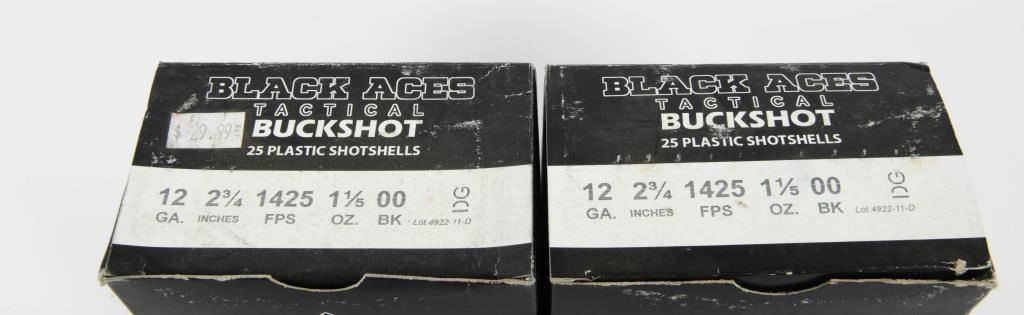 BLACK ACES
TACTICAL
BUCKSHOT
25 PLASTIC SHOTSHELLS
$ 29.99
12 2¾ 1425 1⅕ 00
GA. INCHES FPS OZ. BK Lot.4922-11-D
DG
BLACK ACES
TACTICAL
BUCKSHOT
25 PLASTIC SHOTSHELLS
12 2¾ 1425 1⅕ 00
GA. INCHES FPS OZ. BK Lot.4922-11-D
DG